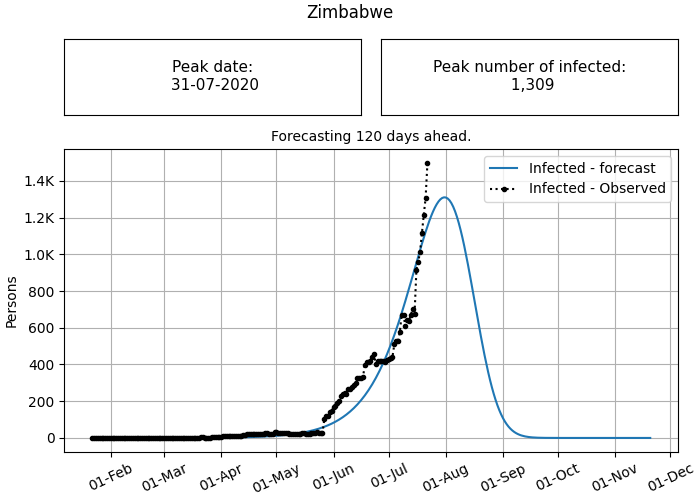 Zimbabwe
Peak date:
31-07-2020
Peak number of infected:
1,309
Forecasting 120 days ahead.
Infected - forecast
Infected - Observed
Persons
1.4K
1.2K
1.0K
800
600
400
200
0
01-Feb
01-Mar
01-Apr
01-May
01-Jun
01-Jul
01-Aug
01-Sep
01-Oct
01-Nov
01-Dec